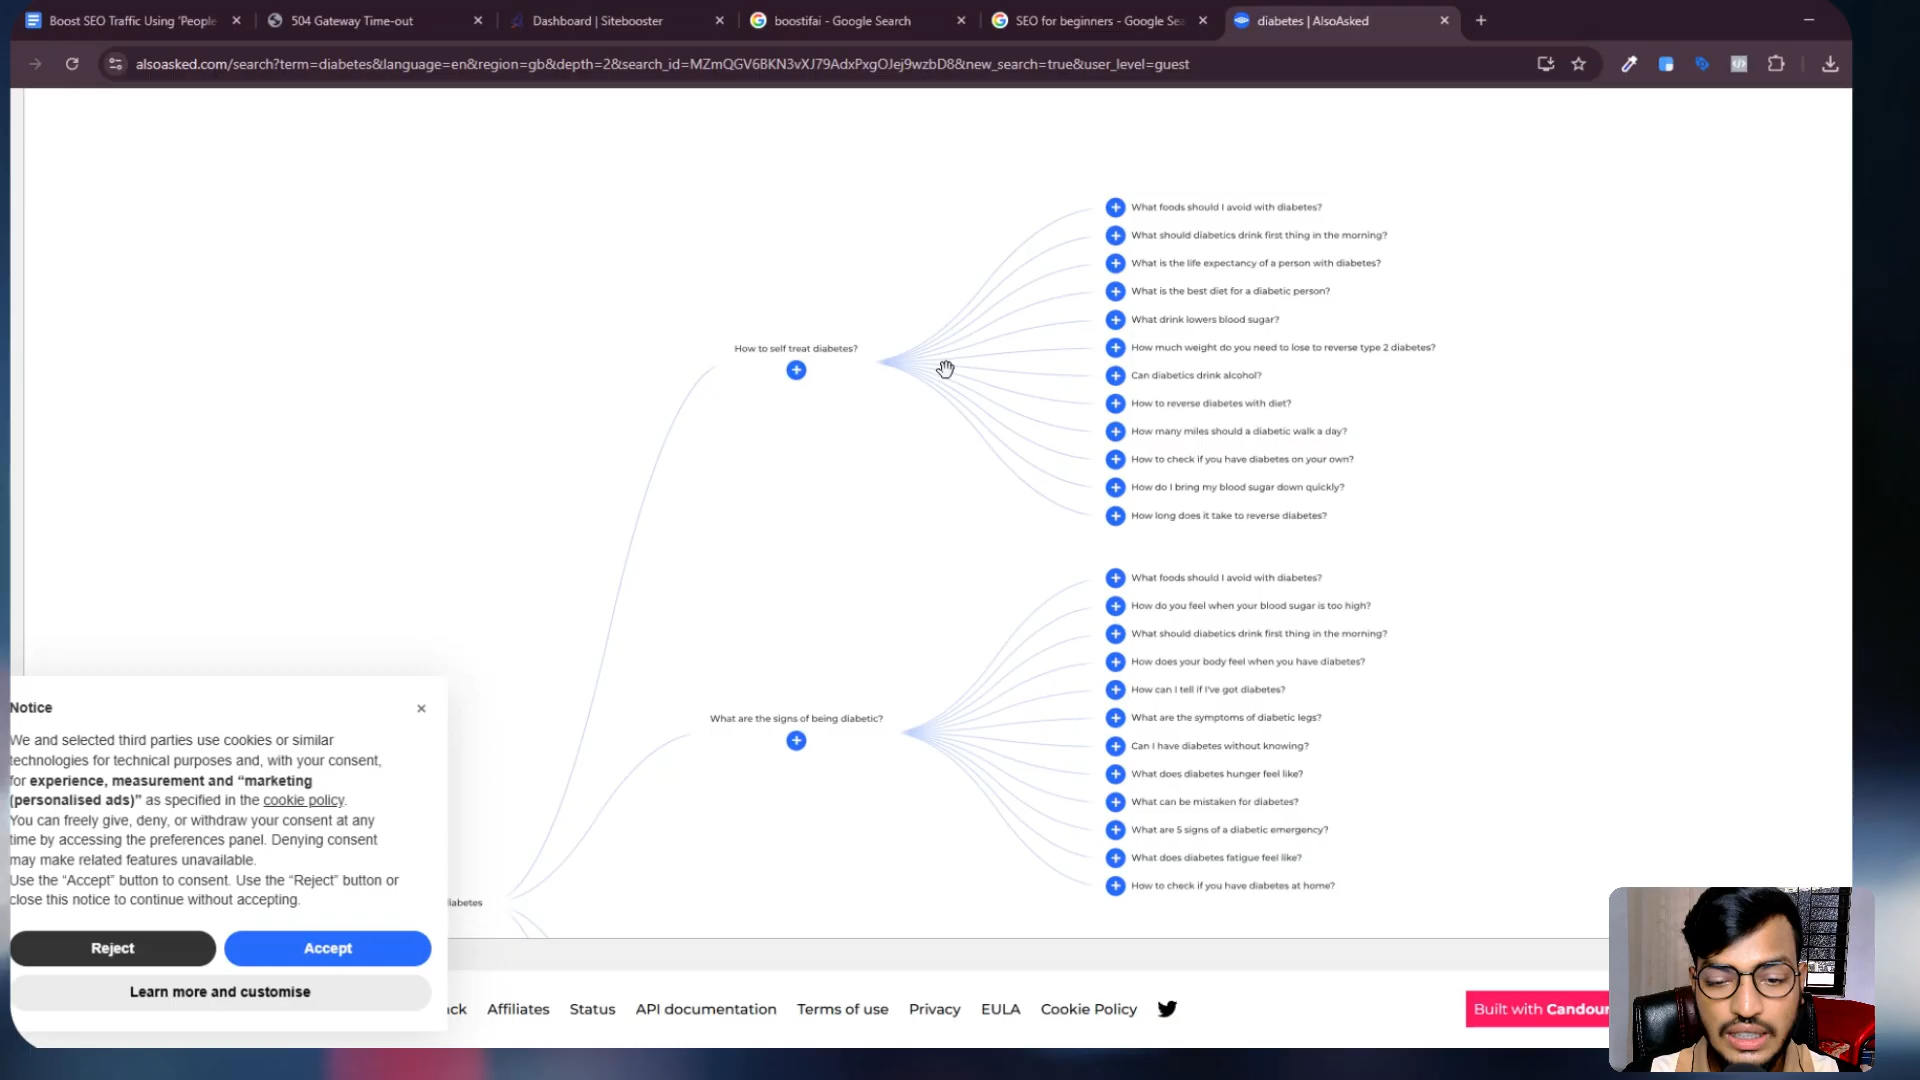 Boost SEO Traffic Using 'People
504 Gateway Time-out
Dashboard | Sitebooster
boostifai - Google Search
SEO for beginners - Google Sea
diabetes | AlsoAsked
alsoasked.com/search?term=diabetes&language=en&region=gb&depth=2&search_id=MZmQGV6BKN3vXJ79AdxPxgOJej9wzbD8&new_search=true&user_level=guest
How to self treat diabetes?
What foods should I avoid with diabetes?
What should diabetics drink first thing in the morning?
What is the life expectancy of a person with diabetes?
What is the best diet for a diabetic person?
What drink lowers blood sugar?
How much weight do you need to lose to reverse type 2 diabetes?
Can diabetics drink alcohol?
How to reverse diabetes with diet?
How many miles should a diabetic walk a day?
How to check if you have diabetes on your own?
How do I bring my blood sugar down quickly?
How long does it take to reverse diabetes?
What are the signs of being diabetic?
What foods should I avoid with diabetes?
How do you feel when your blood sugar is too high?
What should diabetics drink first thing in the morning?
How does your body feel when you have diabetes?
How can I tell if I've got diabetes?
What are the symptoms of diabetic legs?
Can I have diabetes without knowing?
What does diabetes hunger feel like?
What can be mistaken for diabetes?
What are 5 signs of a diabetic emergency?
What does diabetes fatigue feel like?
How to check if you have diabetes at home?
iabetes
Notice
We and selected third parties use cookies or similar
technologies for technical purposes and, with your consent,
for experience, measurement and “marketing
(personalised ads)” as specified in the cookie policy.
You can freely give, deny, or withdraw your consent at any
time by accessing the preferences panel. Denying consent
may make related features unavailable.
Use the “Accept” button to consent. Use the “Reject” button or
close this notice to continue without accepting.
Reject
Accept
Learn more and customise
ck
Affiliates
Status
API documentation
Terms of use
Privacy
EULA
Cookie Policy
Built with Candour